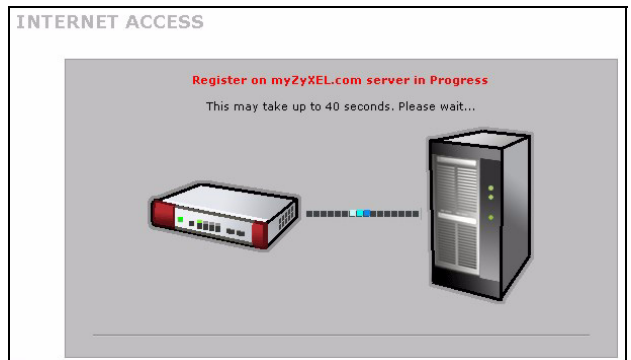 INTERNET ACCESS
Register on myZyXEL.com server in Progress
This may take up to 40 seconds. Please wait...